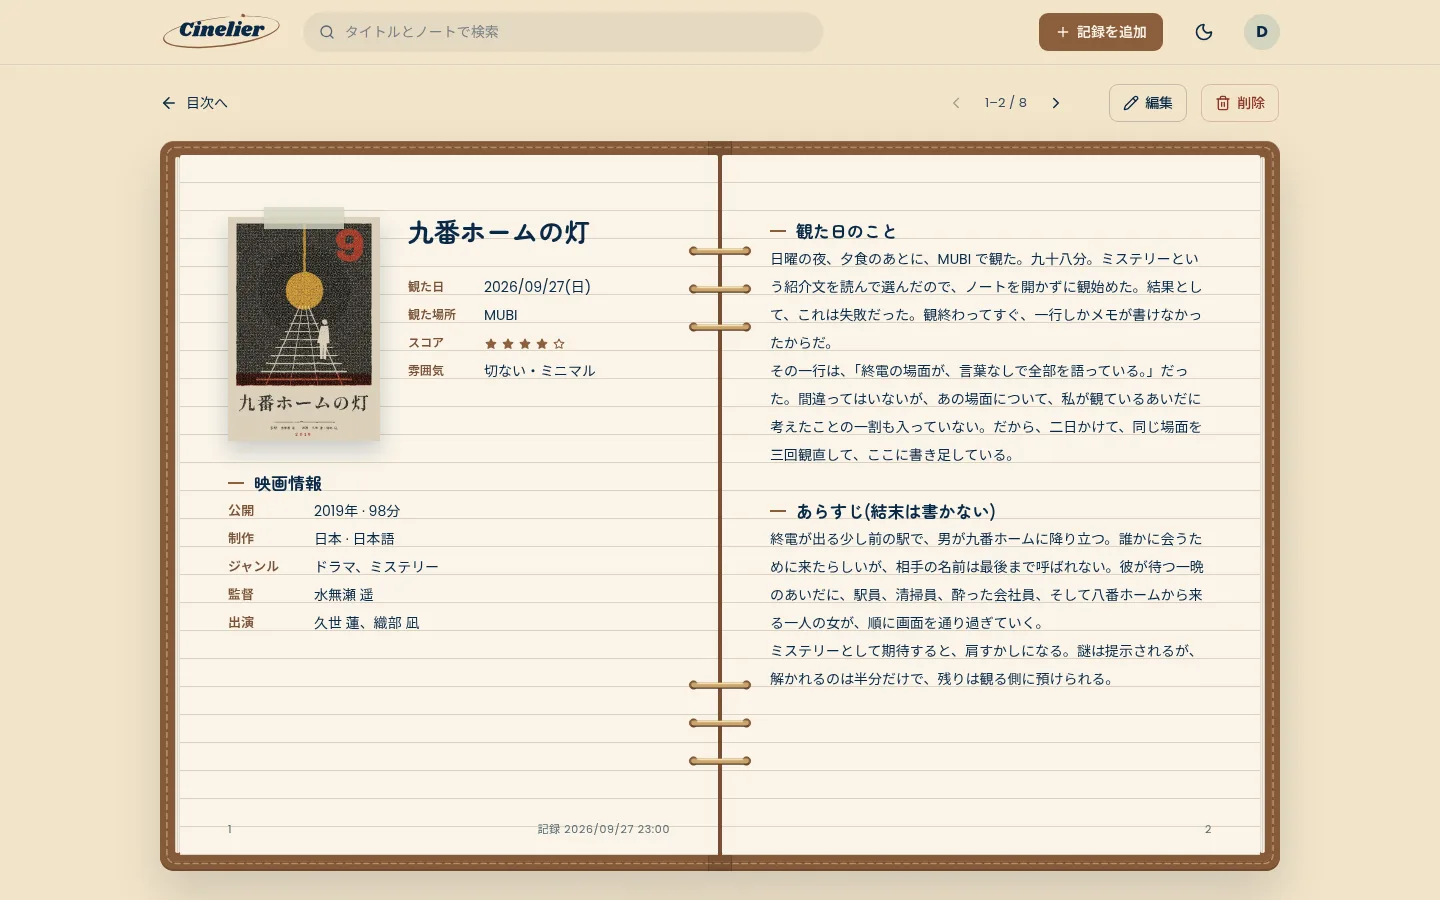 Cinelier
タイトルとノートで検索
記録を追加
D
目次へ
1–2 / 8
編集
削除
9
九番ホームの灯
2019
九番ホームの灯
観た日 2026/09/27(日)
観た場所 MUBI
スコア ★★★★☆
雰囲気 切ない・ミニマル
映画情報
公開 2019年 · 98分
制作 日本 · 日本語
ジャンル ドラマ、ミステリー
監督 水無瀬 遥
出演 久世 蓮、織部 凪
1
記録 2026/09/27 23:00
観た日のこと
日曜の夜、夕食のあとに、MUBI で観た。九十八分。ミステリーとい
う紹介文を読んで選んだので、ノートを開かずに観始めた。結果とし
て、これは失敗だった。観終わってすぐ、一行しかメモが書けなかっ
たからだ。
その一行は、「終電の場面が、言葉なしで全部を語っている。」だっ
た。間違ってはいないが、あの場面について、私が観ているあいだに
考えたことの一割も入っていない。だから、二日かけて、同じ場面を
三回観直して、ここに書き足している。
あらすじ(結末は書かない)
終電が出る少し前の駅で、男が九番ホームに降り立つ。誰かに会うた
めに来たらしいが、相手の名前は最後まで呼ばれない。彼が待つ一晩
のあいだに、駅員、清掃員、酔った会社員、そして八番ホームから来
る一人の女が、順に画面を通り過ぎていく。
ミステリーとして期待すると、肩すかしになる。謎は提示されるが、
解かれるのは半分だけで、残りは観る側に預けられる。
2